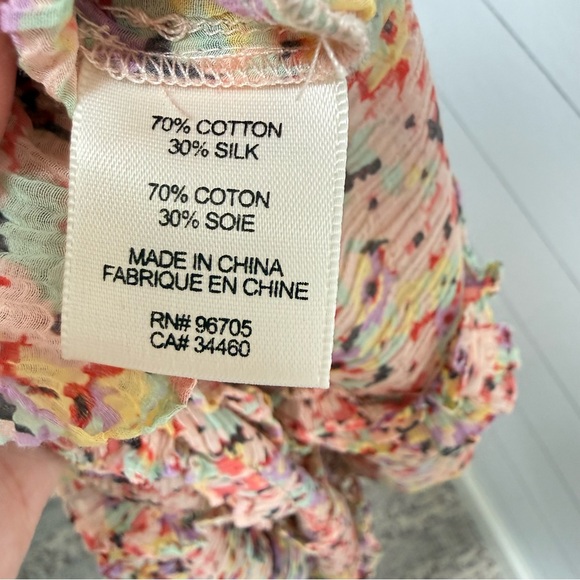 70% COTTON
30% SILK
70% COTON
30% SOIE
MADE IN CHINA
FABRIQUE EN CHINE
RN# 96705
CA# 34460